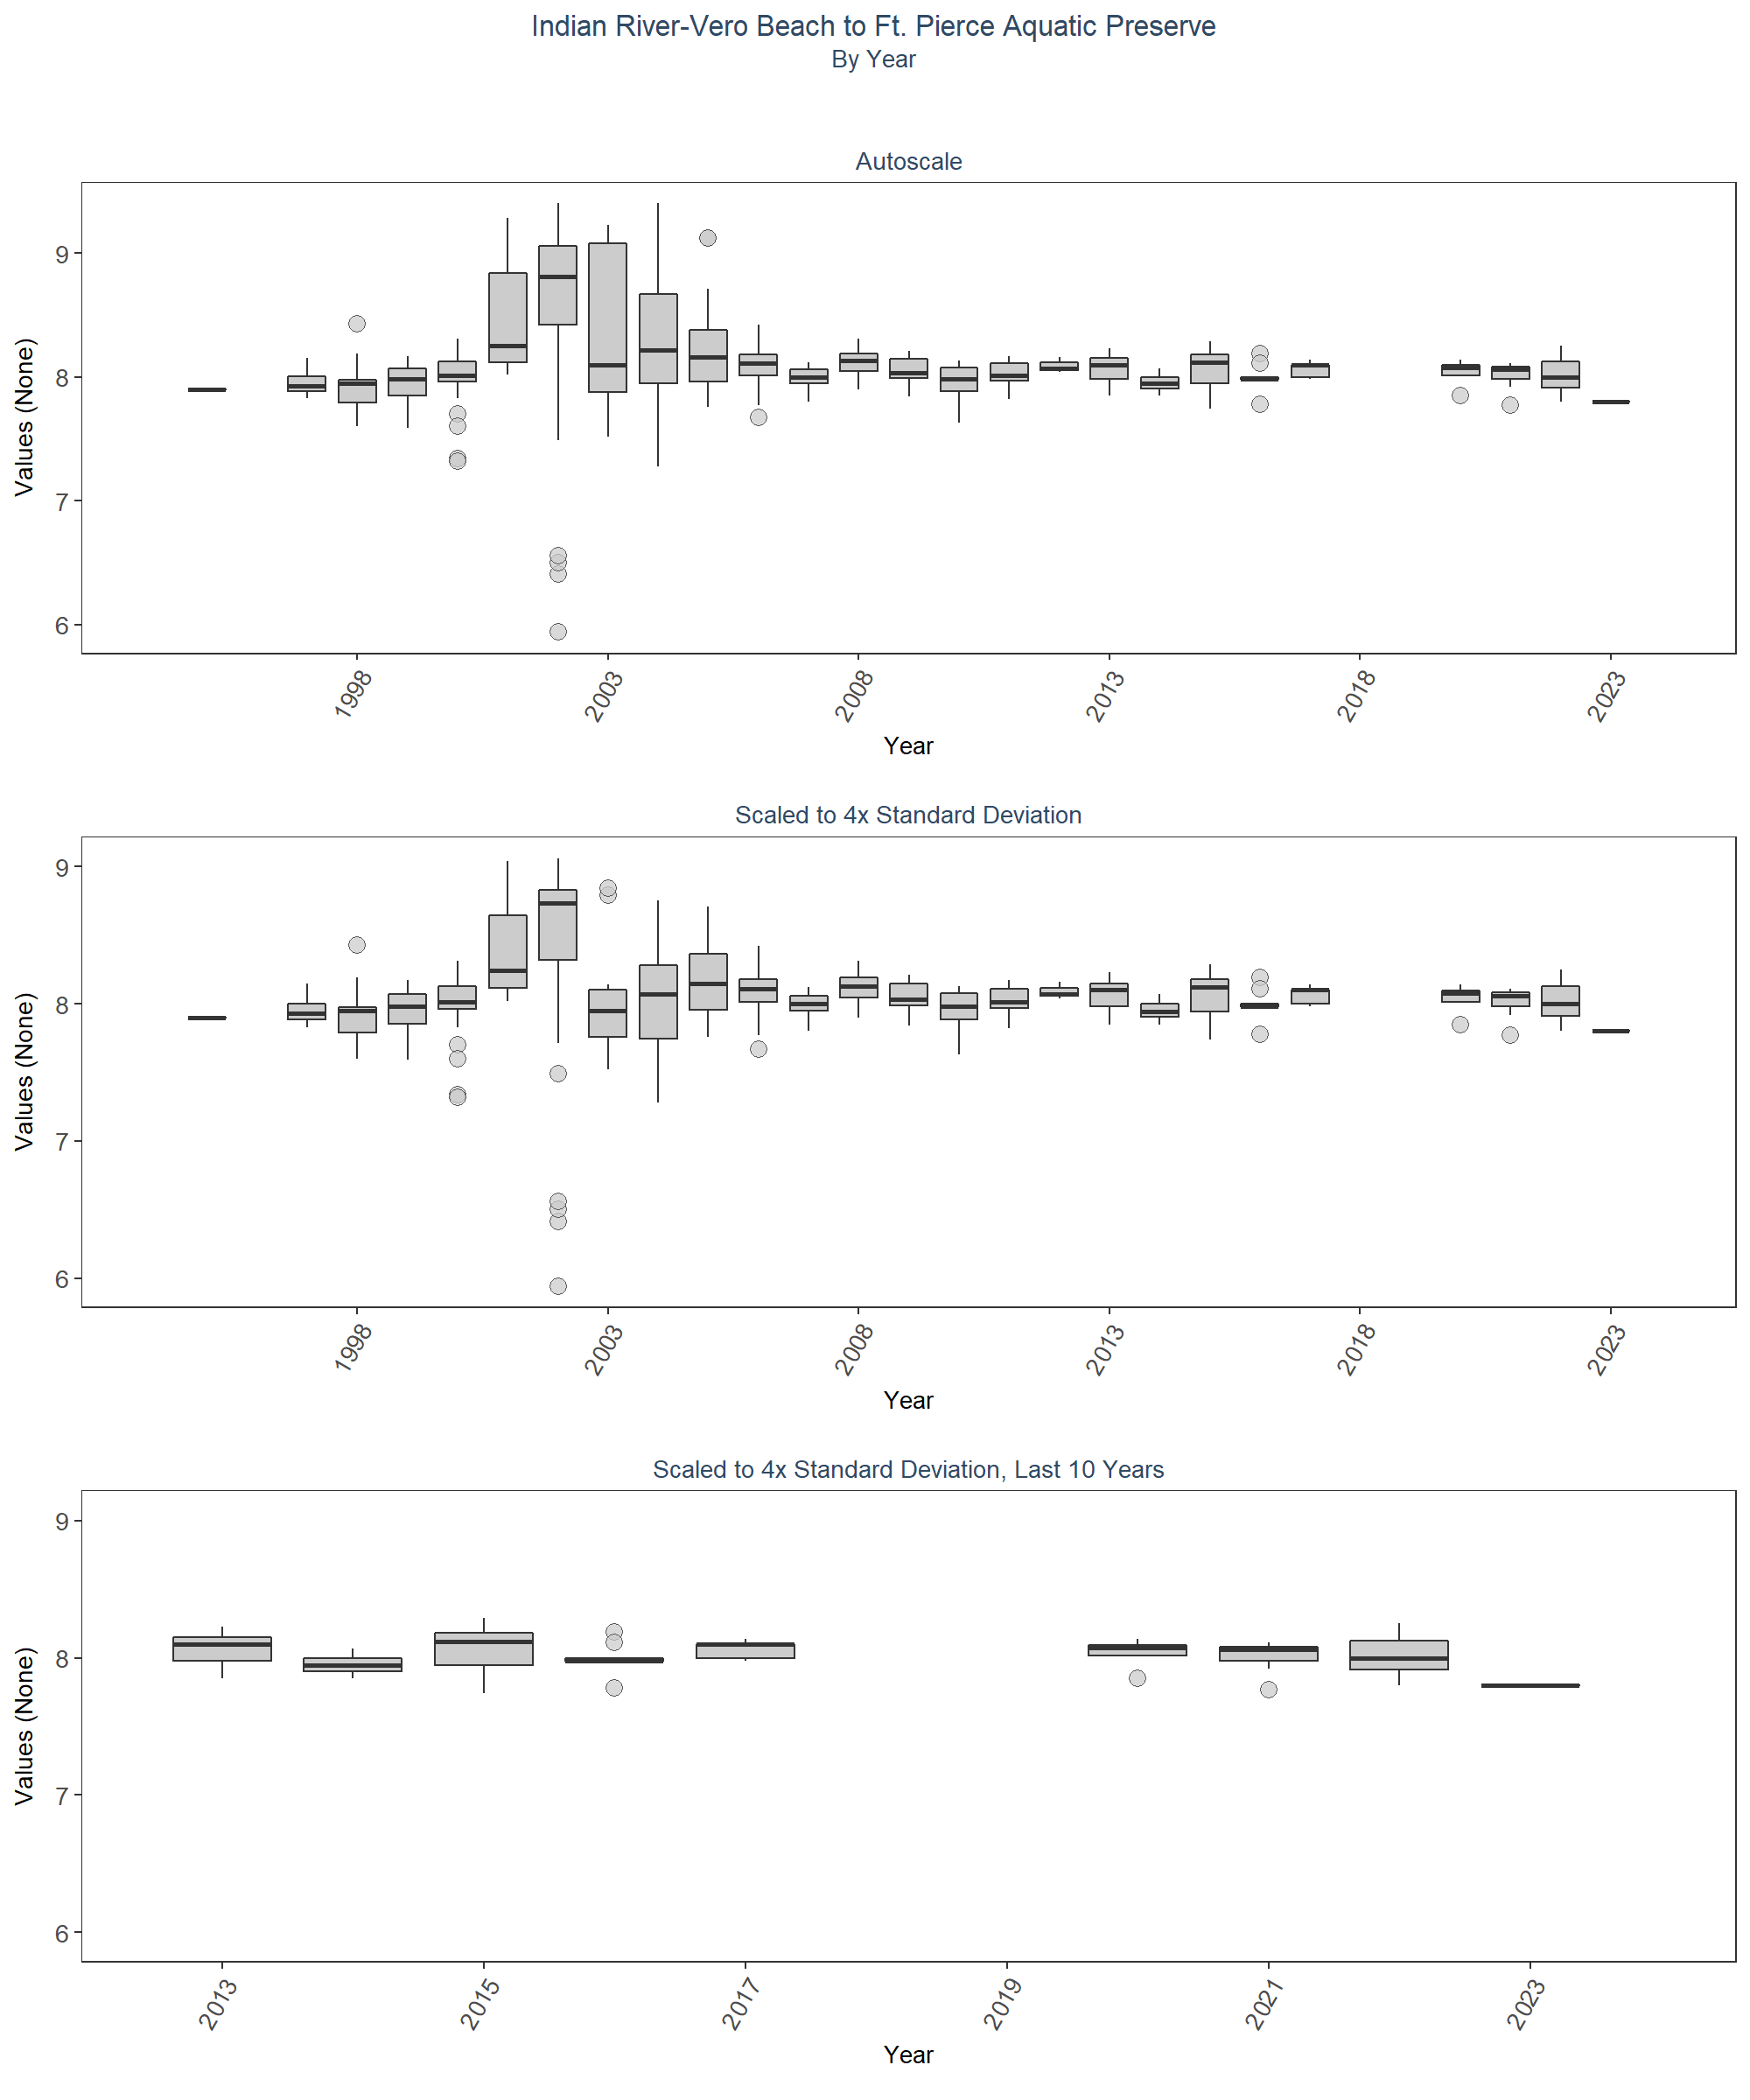 Indian River-Vero Beach to Ft. Pierce Aquatic Preserve
By Year
Autoscale
Values (None)
9
8
7
6
1998
2003
2008
2013
2018
2023
Year
Scaled to 4x Standard Deviation
Values (None)
9
8
7
6
1998
2003
2008
2013
2018
2023
Year
Scaled to 4x Standard Deviation, Last 10 Years
Values (None)
9
8
7
6
2013
2015
2017
2019
2021
2023
Year